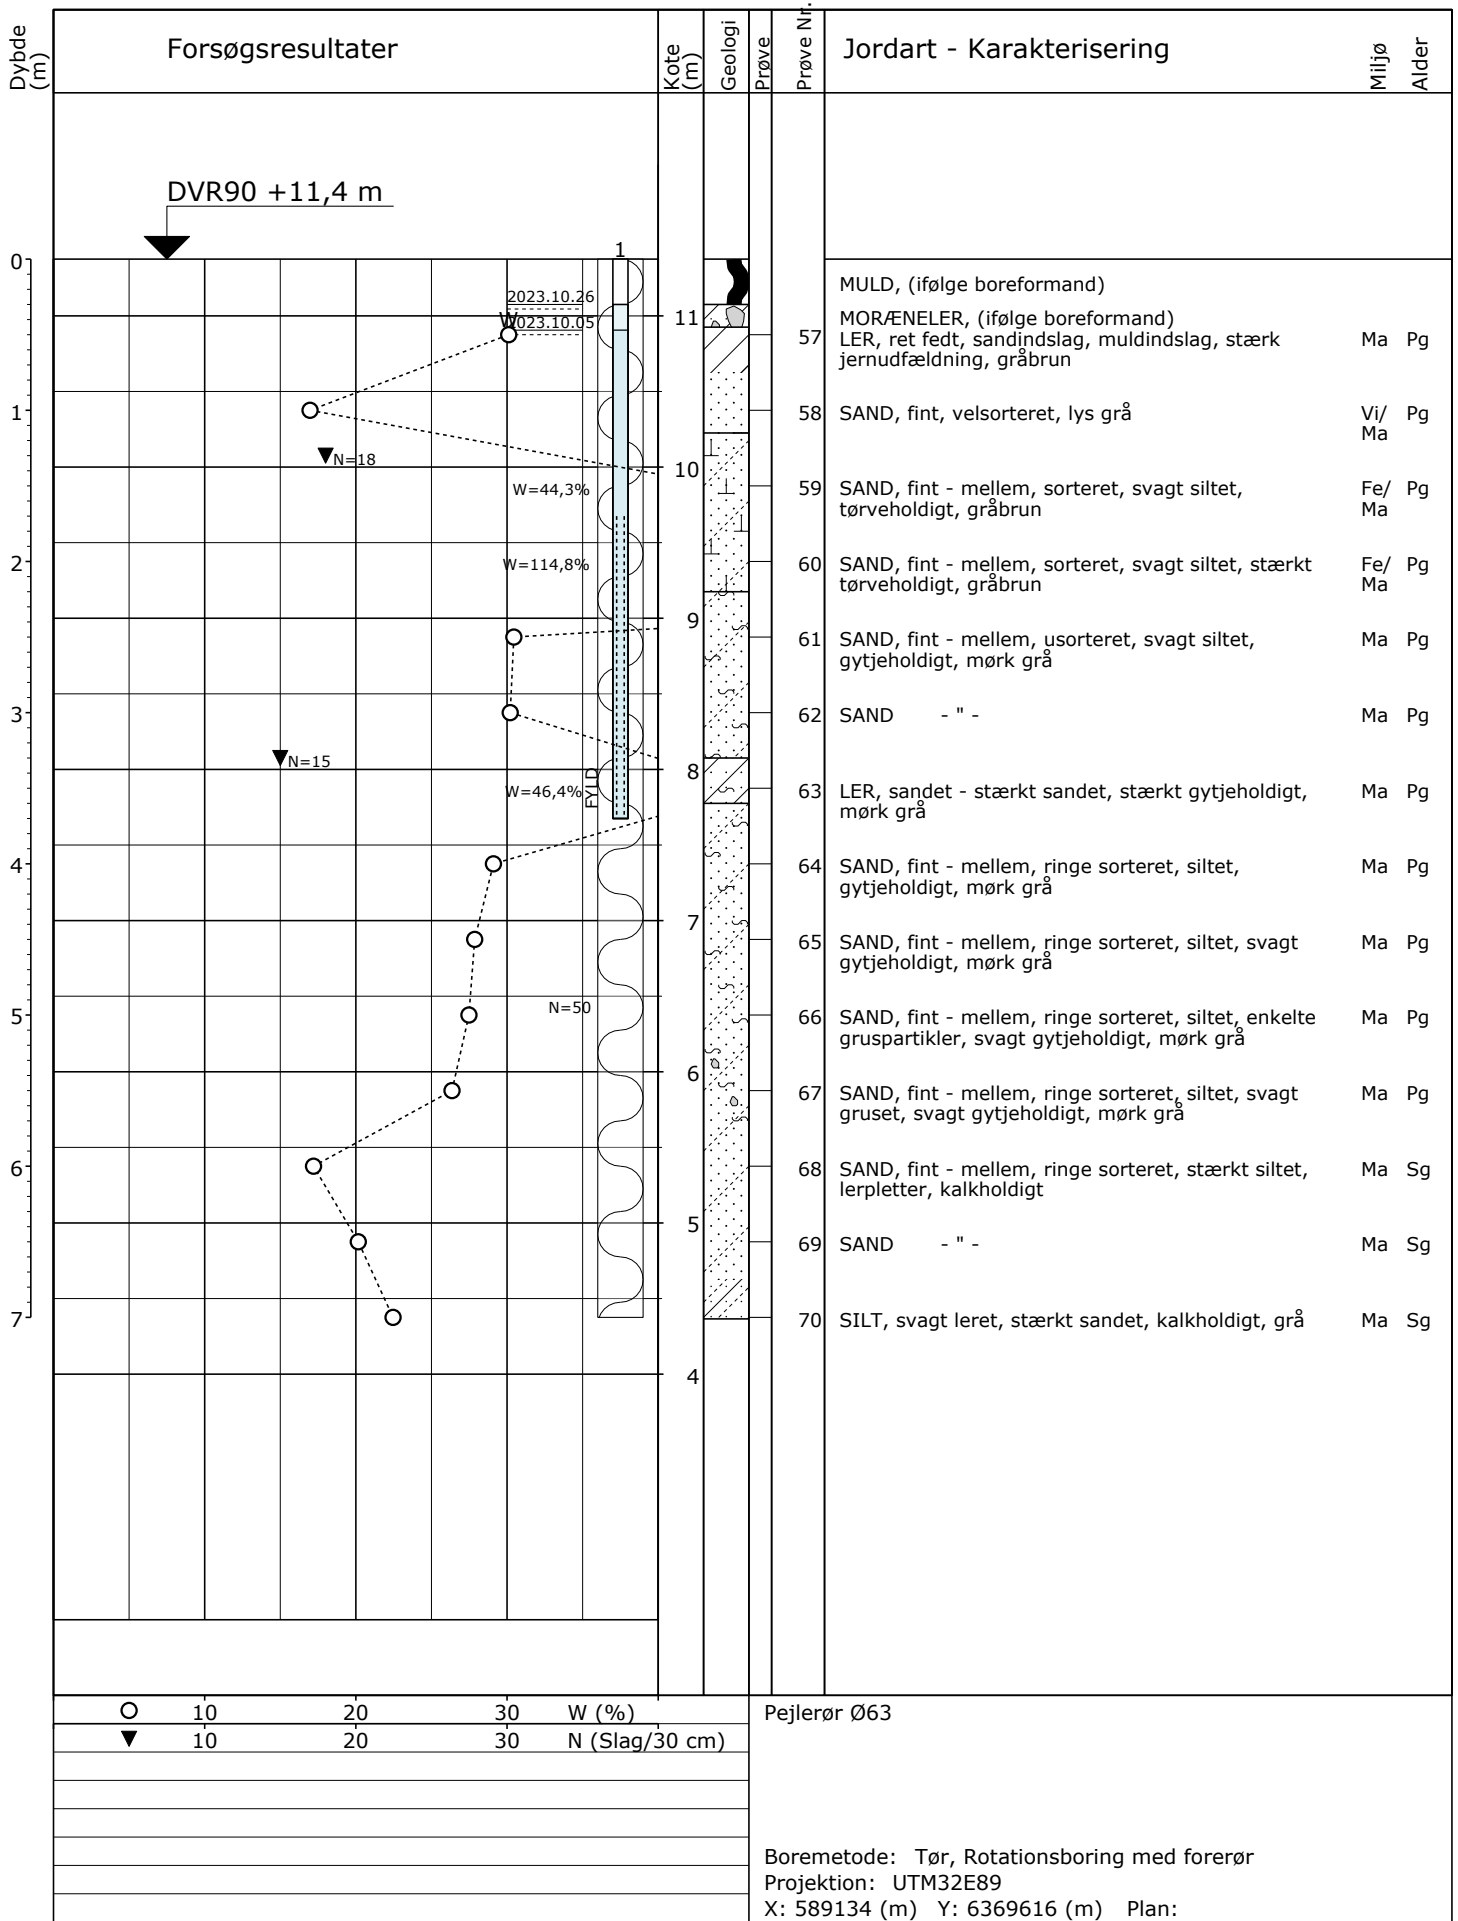 Dybde
(m)
Forsøgsresultater
Kote
(m)
Geologi
Prøve
Prøve Nr.
Jordart - Karakterisering
Miljø
Alder
DVR90 +11,4 m
0
1
2023.10.26
W
2023.10.05
11
MULD, (ifølge boreformand)
MORÆNELER, (ifølge boreformand)
57 LER, ret fedt, sandindslag, muldindslag, stærk Ma Pg
jernudfældning, gråbrun
1
58 SAND, fint, velsorteret, lys grå Vi/ Pg
Ma
N=18
10
W=44,3%
59 SAND, fint - mellem, sorteret, svagt siltet, Fe/ Pg
tørveholdigt, gråbrun Ma
2
W=114,8%
60 SAND, fint - mellem, sorteret, svagt siltet, stærkt Fe/ Pg
tørveholdigt, gråbrun Ma
9
61 SAND, fint - mellem, usorteret, svagt siltet, Ma Pg
gytjeholdigt, mørk grå
3
62 SAND - " - Ma Pg
N=15
8
W=46,4%
FYLD
63 LER, sandet - stærkt sandet, stærkt gytjeholdigt, Ma Pg
mørk grå
4
64 SAND, fint - mellem, ringe sorteret, siltet, Ma Pg
gytjeholdigt, mørk grå
7
65 SAND, fint - mellem, ringe sorteret, siltet, svagt Ma Pg
gytjeholdigt, mørk grå
5
N=50
66 SAND, fint - mellem, ringe sorteret, siltet, enkelte Ma Pg
gruspartikler, svagt gytjeholdigt, mørk grå
6
67 SAND, fint - mellem, ringe sorteret, siltet, svagt Ma Pg
gruset, svagt gytjeholdigt, mørk grå
6
68 SAND, fint - mellem, ringe sorteret, stærkt siltet, Ma Sg
lerpletter, kalkholdigt
5
69 SAND - " - Ma Sg
7
70 SILT, svagt leret, stærkt sandet, kalkholdigt, grå Ma Sg
4
10 20 30 W (%)
10 20 30 N (Slag/30 cm)
Pejlerør Ø63
Boremetode: Tør, Rotationsboring med forerør
Projektion: UTM32E89
X: 589134 (m) Y: 6369616 (m) Plan: